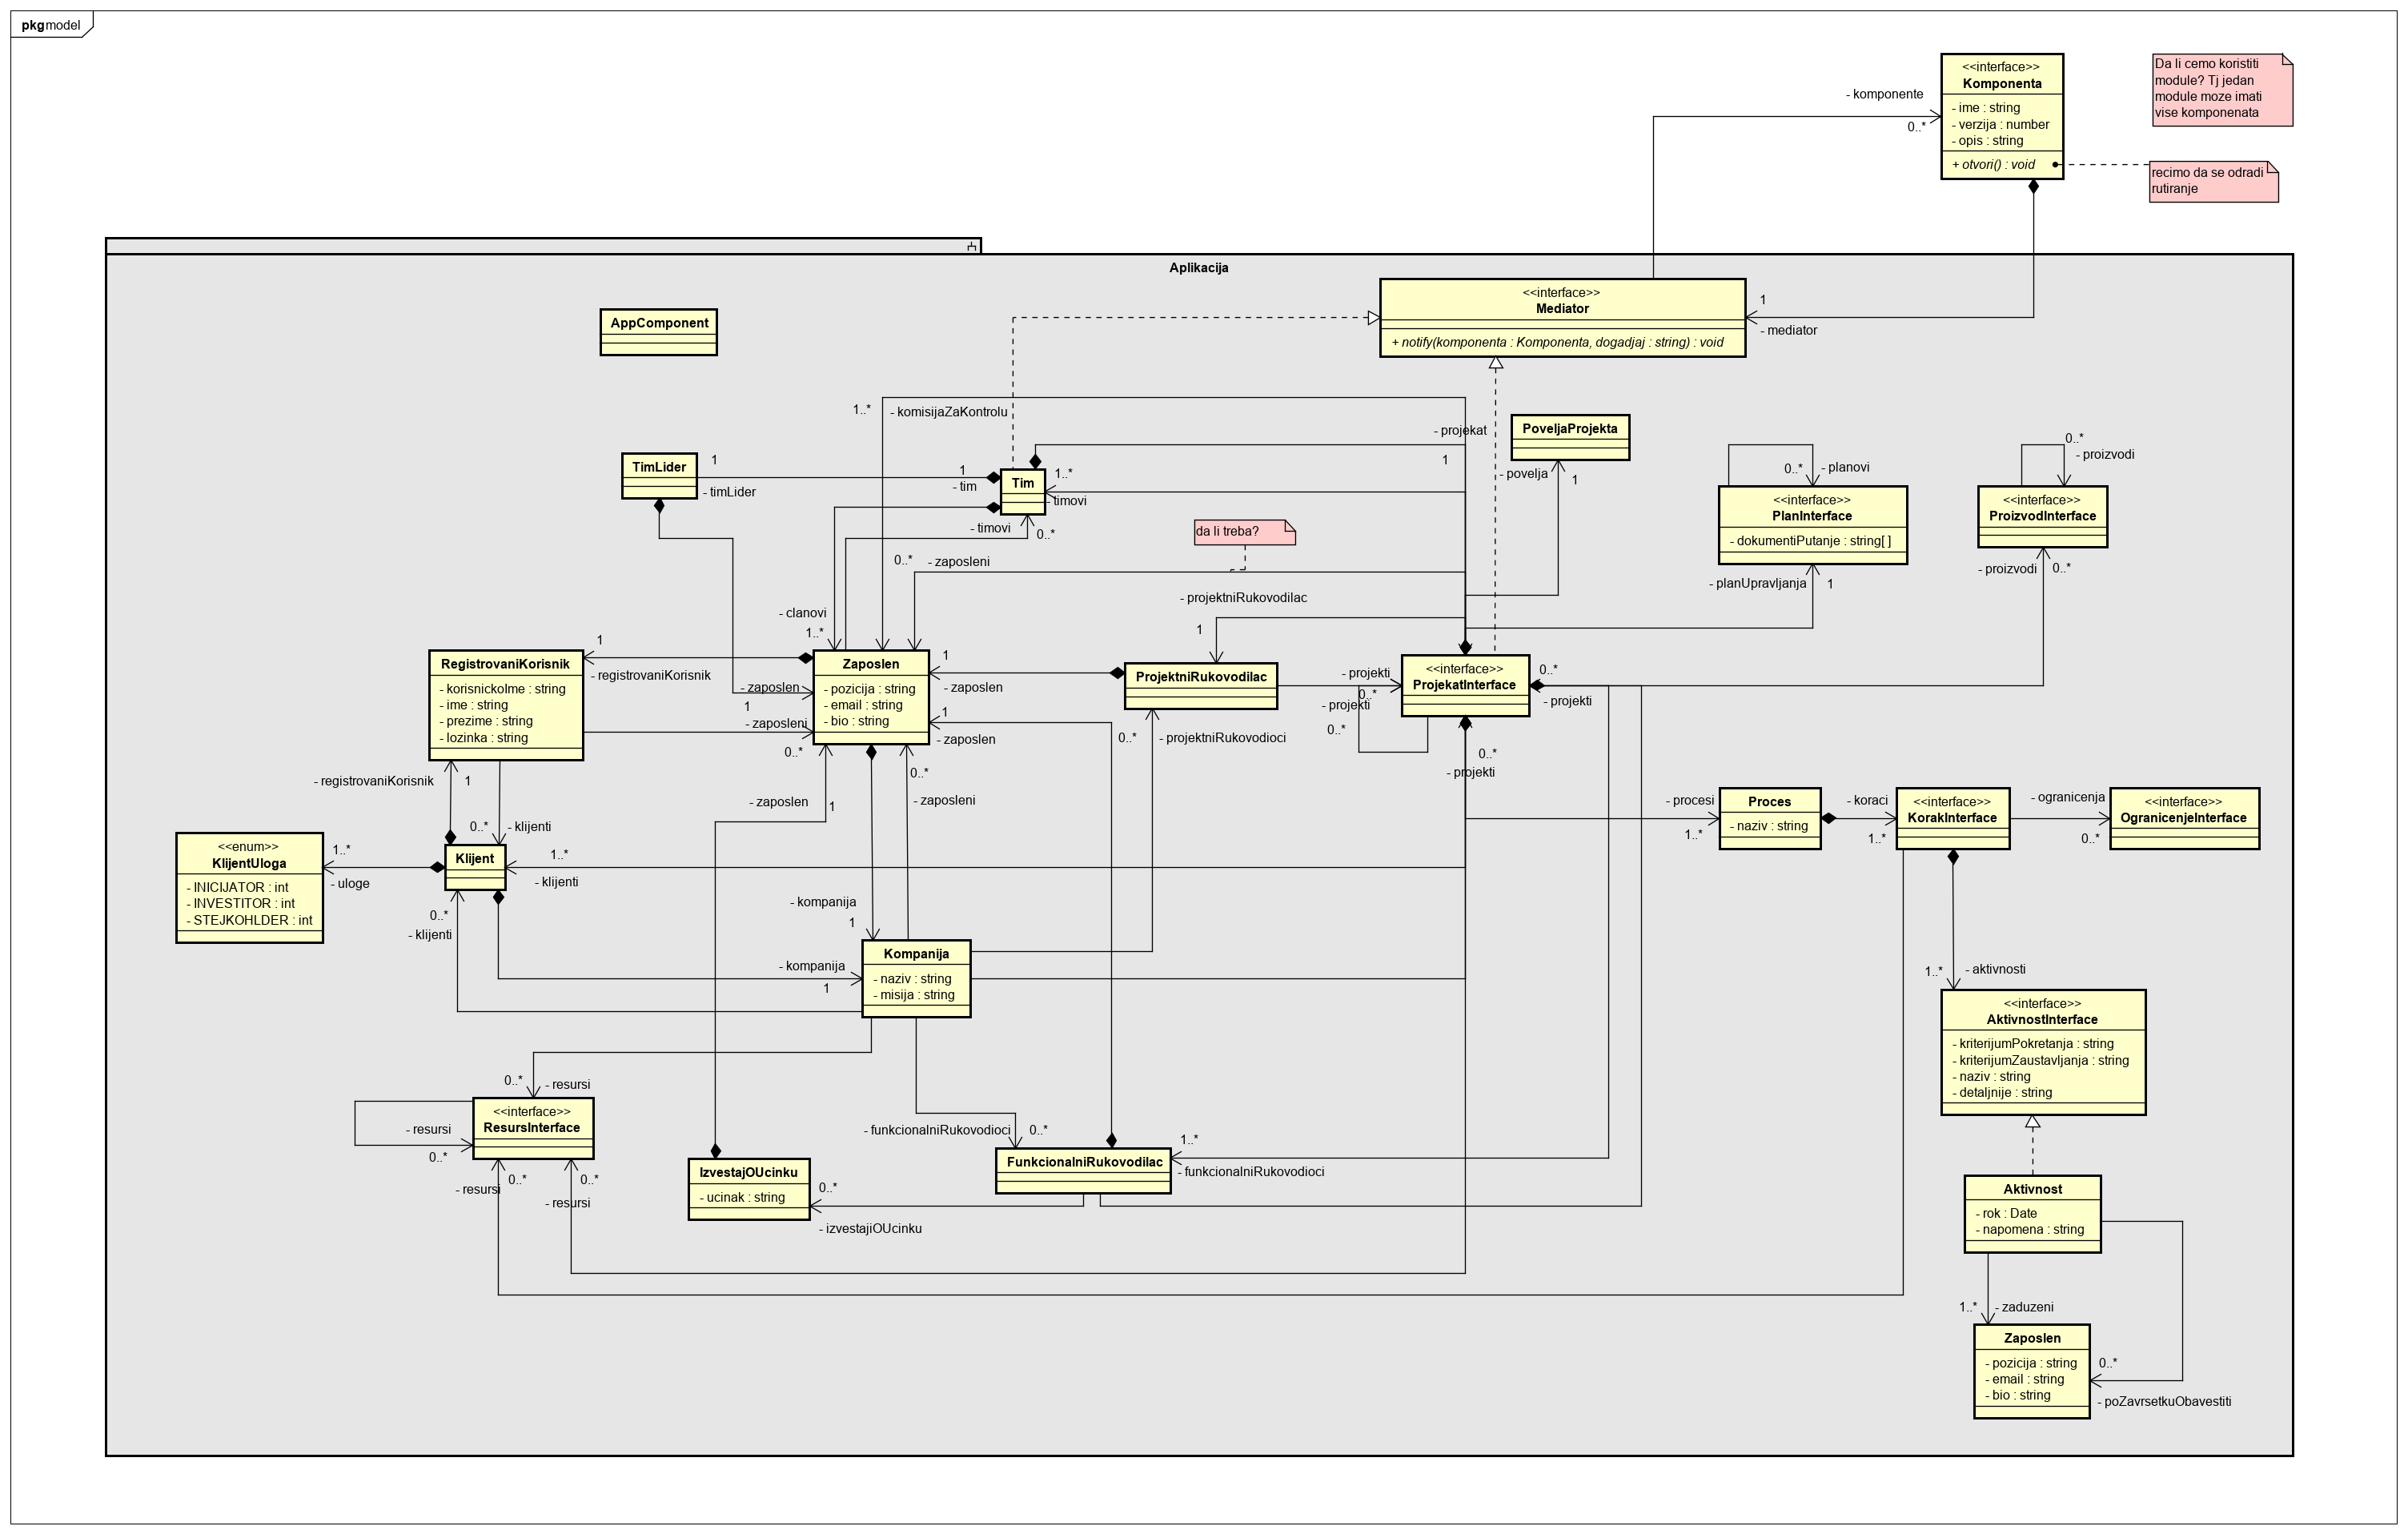 pkg model
- komponente
0..*
<<interface>>
Komponenta
- ime : string
- verzija : number
- opis : string
+ otvori() : void
Da li cemo koristiti
module? Tj jedan
module moze imati
vise komponenata
recimo da se odradi
rutiranje
Aplikacija
AppComponent
<<interface>>
Mediator
+ notify(komponenta : Komponenta, dogadjaj : string) : void
1
- mediator
1..*
- komisijaZaKontrolu
- projekat
1
PoveljaProjekta
- povelja
1
TimLider
1
- timLider
1
- tim
Tim
1..*
- timovi
- timovi
0..*
0..*
- planovi
<<interface>>
PlanInterface
- dokumentiPutanje : string[ ]
- planUpravljanja
1
0..*
- proizvodi
<<interface>>
ProizvodInterface
- proizvodi
0..*
da li treba?
0..*
- zaposleni
- projektniRukovodilac
1
- clanovi
1..*
1
- registrovaniKorisnik
RegistrovaniKorisnik
- korisnickoIme : string
- ime : string
- prezime : string
- lozinka : string
- zaposlen
1
- zaposleni
0..*
Zaposlen
- pozicija : string
- email : string
- bio : string
1
- zaposlen
1
- zaposlen
ProjektniRukovodilac
0..*
- projektniRukovodioci
- projekti
0..*
- projekti
0..*
<<interface>>
ProjekatInterface
0..*
- projekti
0..*
- projekti
- registrovaniKorisnik
1
0..*
- klijenti
- zaposlen
1
0..*
- zaposleni
<<enum>>
KlijentUloga
- INICIJATOR : int
- INVESTITOR : int
- STEJKOHLDER : int
1..*
- uloge
Klijent
1..*
- klijenti
0..*
- klijenti
- kompanija
1
- kompanija
1
Kompanija
- naziv : string
- misija : string
- procesi
1..*
Proces
- naziv : string
- koraci
1..*
<<interface>>
KorakInterface
- ogranicenja
0..*
<<interface>>
OgranicenjeInterface
1..*
- aktivnosti
<<interface>>
AktivnostInterface
- kriterijumPokretanja : string
- kriterijumZaustavljanja : string
- naziv : string
- detaljnije : string
0..*
- resursi
- resursi
0..*
<<interface>>
ResursInterface
- resursi
0..*
0..*
- resursi
IzvestajOUcinku
- ucinak : string
0..*
- izvestajiOUcinku
- funkcionalniRukovodioci
0..*
FunkcionalniRukovodilac
1..*
- funkcionalniRukovodioci
Aktivnost
- rok : Date
- napomena : string
1..*
- zaduzeni
Zaposlen
- pozicija : string
- email : string
- bio : string
0..*
- poZavrsetkuObavestiti